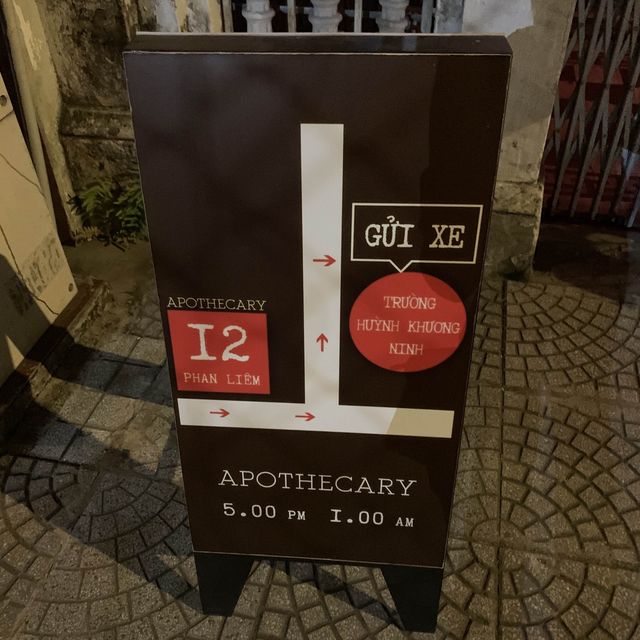 GỬI XE
TRƯỜNG
HUỲNH KHƯƠNG
NINH
APOTHECARY
12
PHAN LIÊM
APOTHECARY
5.00 PM 1.00 AM